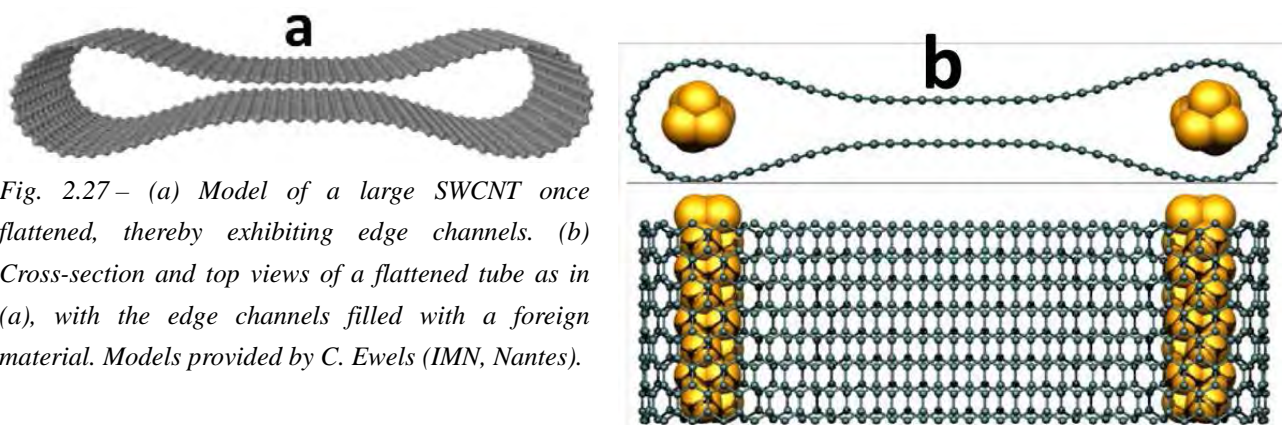 a
b
Fig. 2.27 – (a) Model of a large SWCNT once
flattened, thereby exhibiting edge channels. (b)
Cross-section and top views of a flattened tube as in
(a), with the edge channels filled with a foreign
material. Models provided by C. Ewels (IMN, Nantes).